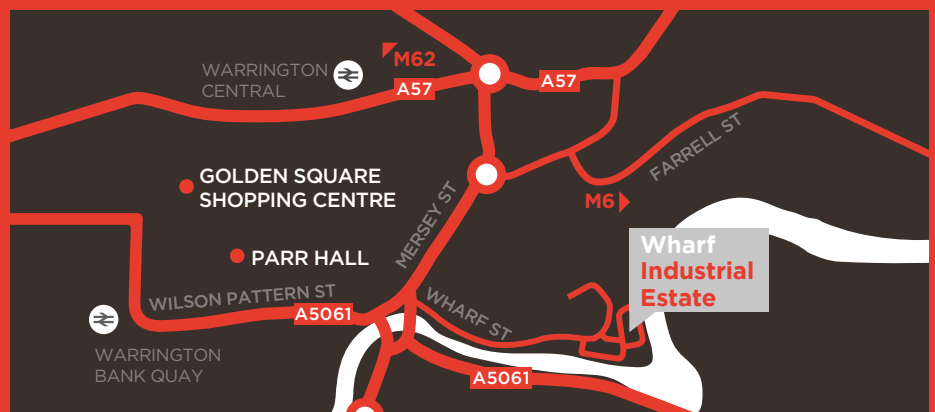 M62
WARRINGTON
CENTRAL
A57
A57
FARRELL ST
GOLDEN SQUARE
SHOPPING CENTRE
M6
MERSEY ST
Wharf
Industrial
Estate
PARR HALL
WILSON PATTERN ST
A5061
WHARF ST
WARRINGTON
BANK QUAY
A5061